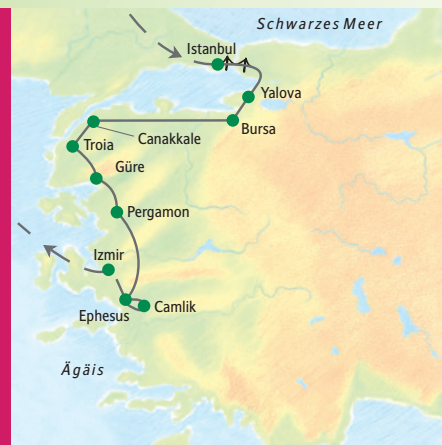 Schwarzes Meer
Istanbul
Yalova
Bursa
Canakkale
Troia
Güre
Pergamon
Izmir
Ephesus
Camlik
Ägäis